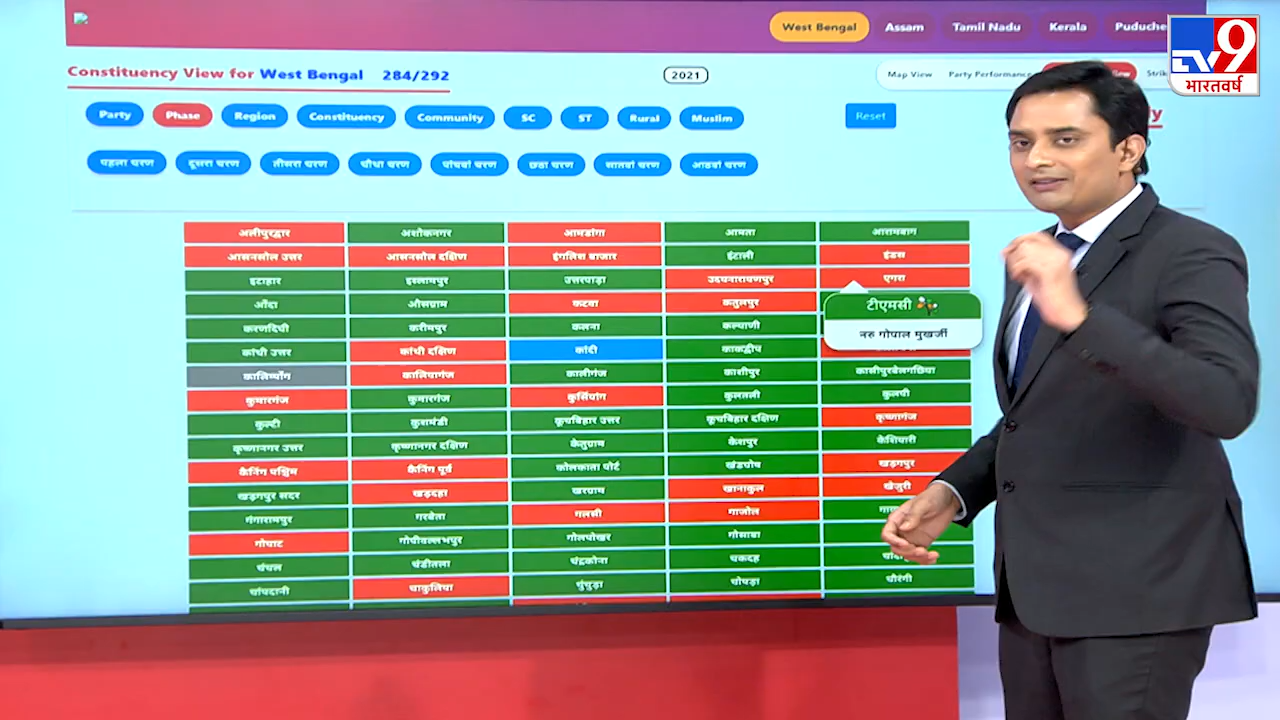 West Bengal Assam Tamil Nadu Kerala Puduche
TV9
भारतवर्ष
Constituency View for West Bengal 284/292
2021
Map View Party Performance
Party Phase Region Constituency Community SC ST Rural Muslim
Reset
पहला चरण दूसरा चरण तीसरा चरण चौथा चरण पांचवां चरण छठा चरण सातवां चरण आठवां चरण
अलीपुरद्वार अशोकनगर आमडांगा आमता आरामबाग
आसनसोल उत्तर आसनसोल दक्षिण इंगलिश बाजार इंटाली इंडस
इटाहार इस्लामपुर उत्तरपाड़ा उदयनारायणपुर एगरा
ओंदा औसग्राम कटवा कतुलपुर
टीएमसी
नरु गोपाल मुखर्जी
करणदिघी करीमपुर कलना कल्याणी
कांथी उत्तर कांथी दक्षिण कांदी काकद्वीप
कालिम्पोंग कालियागंज कालीगंज काशीपुर काशीपुरबेलगछिया
कुमारगंज कुमारगंज कुर्सियांग कुलतली कुलपी
कुल्टी कुशमंडी कूचबिहार उत्तर कूचबिहार दक्षिण कृष्णागंज
कृष्णानगर उत्तर कृष्णानगर दक्षिण केतुग्राम केशपुर केशियारी
कैनिंग पश्चिम कैनिंग पूर्व कोलकाता पोर्ट खंडघोष खड़गपुर
खड़गपुर सदर खड़दहा खरग्राम खानाकुल खेजुरी
गंगारामपुर गरबेता गलसी गाजोल
गोघाट गोपीवल्लभपुर गोलपोखर गोसाबा
चंचल चंडीतला चंद्रकोना चकदह
चांपदानी चाकुलिया चुंचुड़ा चोपड़ा चौरंगी